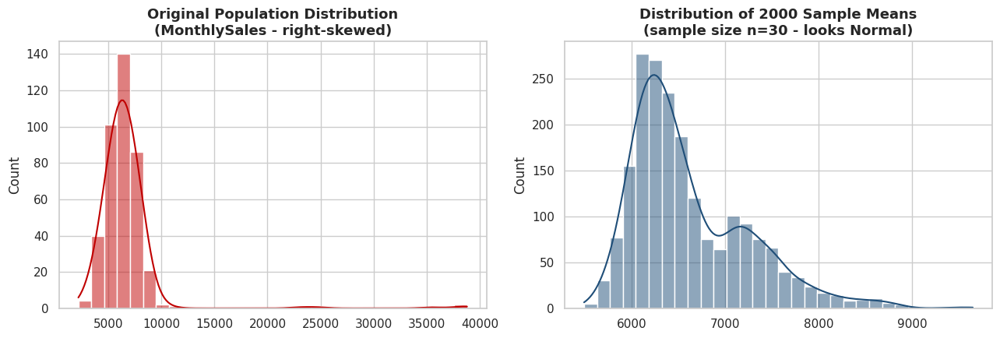 Original Population Distribution
(MonthlySales - right-skewed)
140
120
100
80
60
40
20
0
Count
5000 10000 15000 20000 25000 30000 35000 40000
Distribution of 2000 Sample Means
(sample size n=30 - looks Normal)
250
200
150
100
50
0
Count
6000 7000 8000 9000